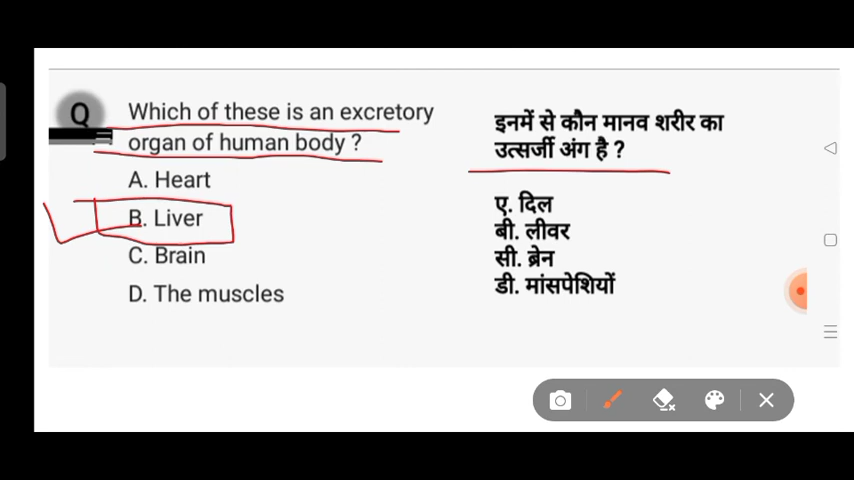 Q
Which of these is an excretory
organ of human body ?
A. Heart
B. Liver
C. Brain
D. The muscles
इनमें से कौन मानव शरीर का
उत्सर्जी अंग है ?
ए. दिल
बी. लीवर
सी. ब्रेन
डी. मांसपेशियों